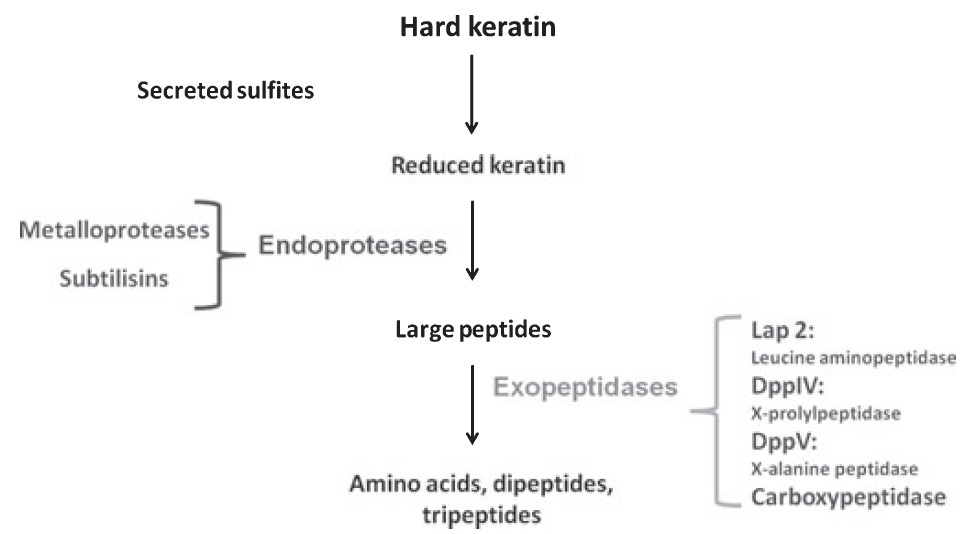 Hard keratin
Secreted sulfites
Reduced keratin
Metalloproteases
Endoproteases
Subtilisins
Large peptides
Exopeptidases
Lap 2:
Leucine aminopeptidase
DppIV:
X-prolylpeptidase
DppV:
X-alanine peptidase
Carboxypeptidase
Amino acids, dipeptides,
tripeptides